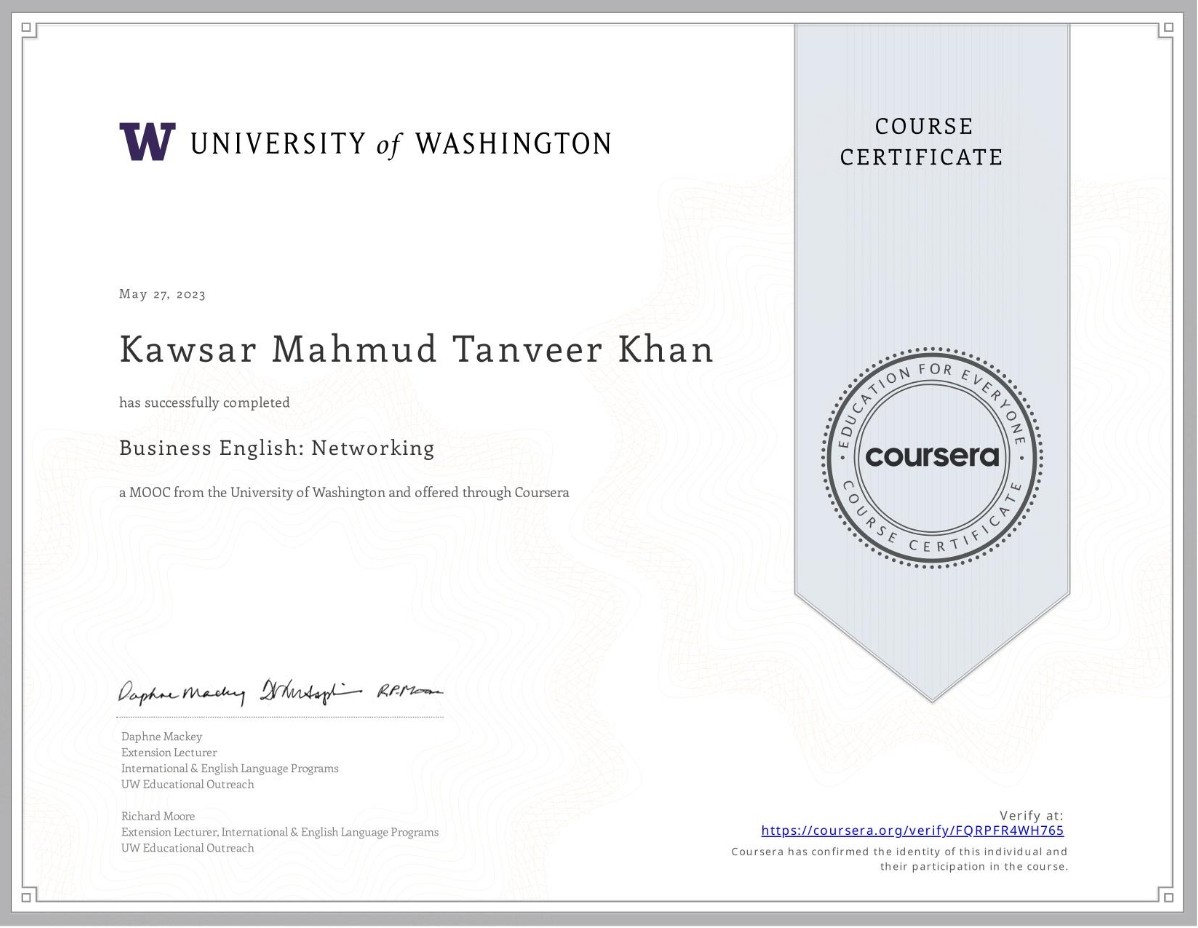 W UNIVERSITY of WASHINGTON
COURSE
CERTIFICATE
May 27, 2023
Kawsar Mahmud Tanveer Khan
has successfully completed
Business English: Networking
a MOOC from the University of Washington and offered through Coursera
EDUCATION FOR EVERYONE
coursera
COURSE CERTIFICATE
Daphne Mackey
R.P.Moore
Daphne Mackey
Extension Lecturer
International & English Language Programs
UW Educational Outreach
Richard Moore
Extension Lecturer, International & English Language Programs
UW Educational Outreach
Verify at:
https://coursera.org/verify/FQRPFR4WH765
Coursera has confirmed the identity of this individual and
their participation in the course.